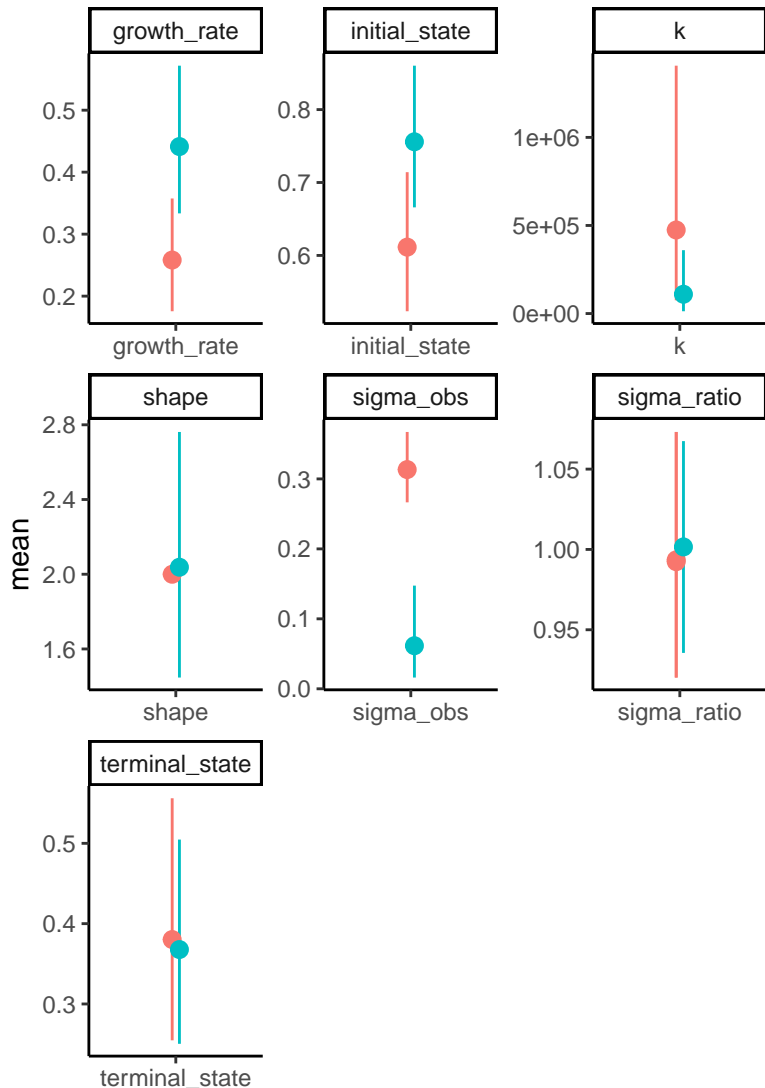 growth_rate
initial_state
k
0.5
0.4
0.3
0.2
growth_rate
0.8
0.7
0.6
initial_state
1e+06
5e+05
0e+00
k
shape
sigma_obs
sigma_ratio
mean
2.8
2.4
2.0
1.6
shape
0.3
0.2
0.1
0.0
sigma_obs
1.05
1.00
0.95
sigma_ratio
terminal_state
0.5
0.4
0.3
terminal_state